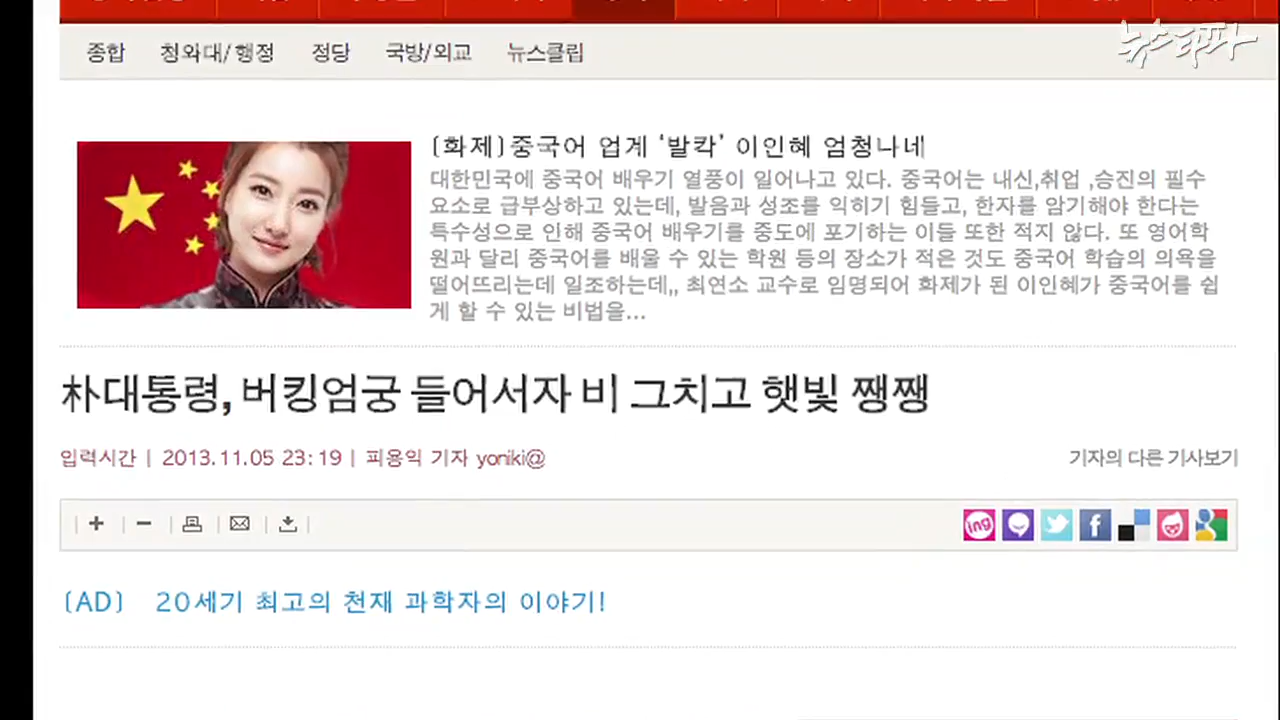 뉴스타파
종합 청와대/행정 정당 국방/외교 뉴스클립
[화제]중국어 업계 '발칵' 이인혜 엄청나네
대한민국에 중국어 배우기 열풍이 일어나고 있다. 중국어는 내신,취업 ,승진의 필수
요소로 급부상하고 있는데, 발음과 성조를 익히기 힘들고, 한자를 암기해야 한다는
특수성으로 인해 중국어 배우기를 중도에 포기하는 이들 또한 적지 않다. 또 영어학
원과 달리 중국어를 배울 수 있는 학원 등의 장소가 적은 것도 중국어 학습의 의욕을
떨어뜨리는데 일조하는데,, 최연소 교수로 임명되어 화제가 된 이인혜가 중국어를 쉽
게 할 수 있는 비법을...
朴대통령, 버킹엄궁 들어서자 비 그치고 햇빛 쨍쨍
입력시간 | 2013.11.05 23:19 | 피용익 기자 yoniki@
기자의 다른 기사보기
ing
[AD] 20세기 최고의 천재 과학자의 이야기!